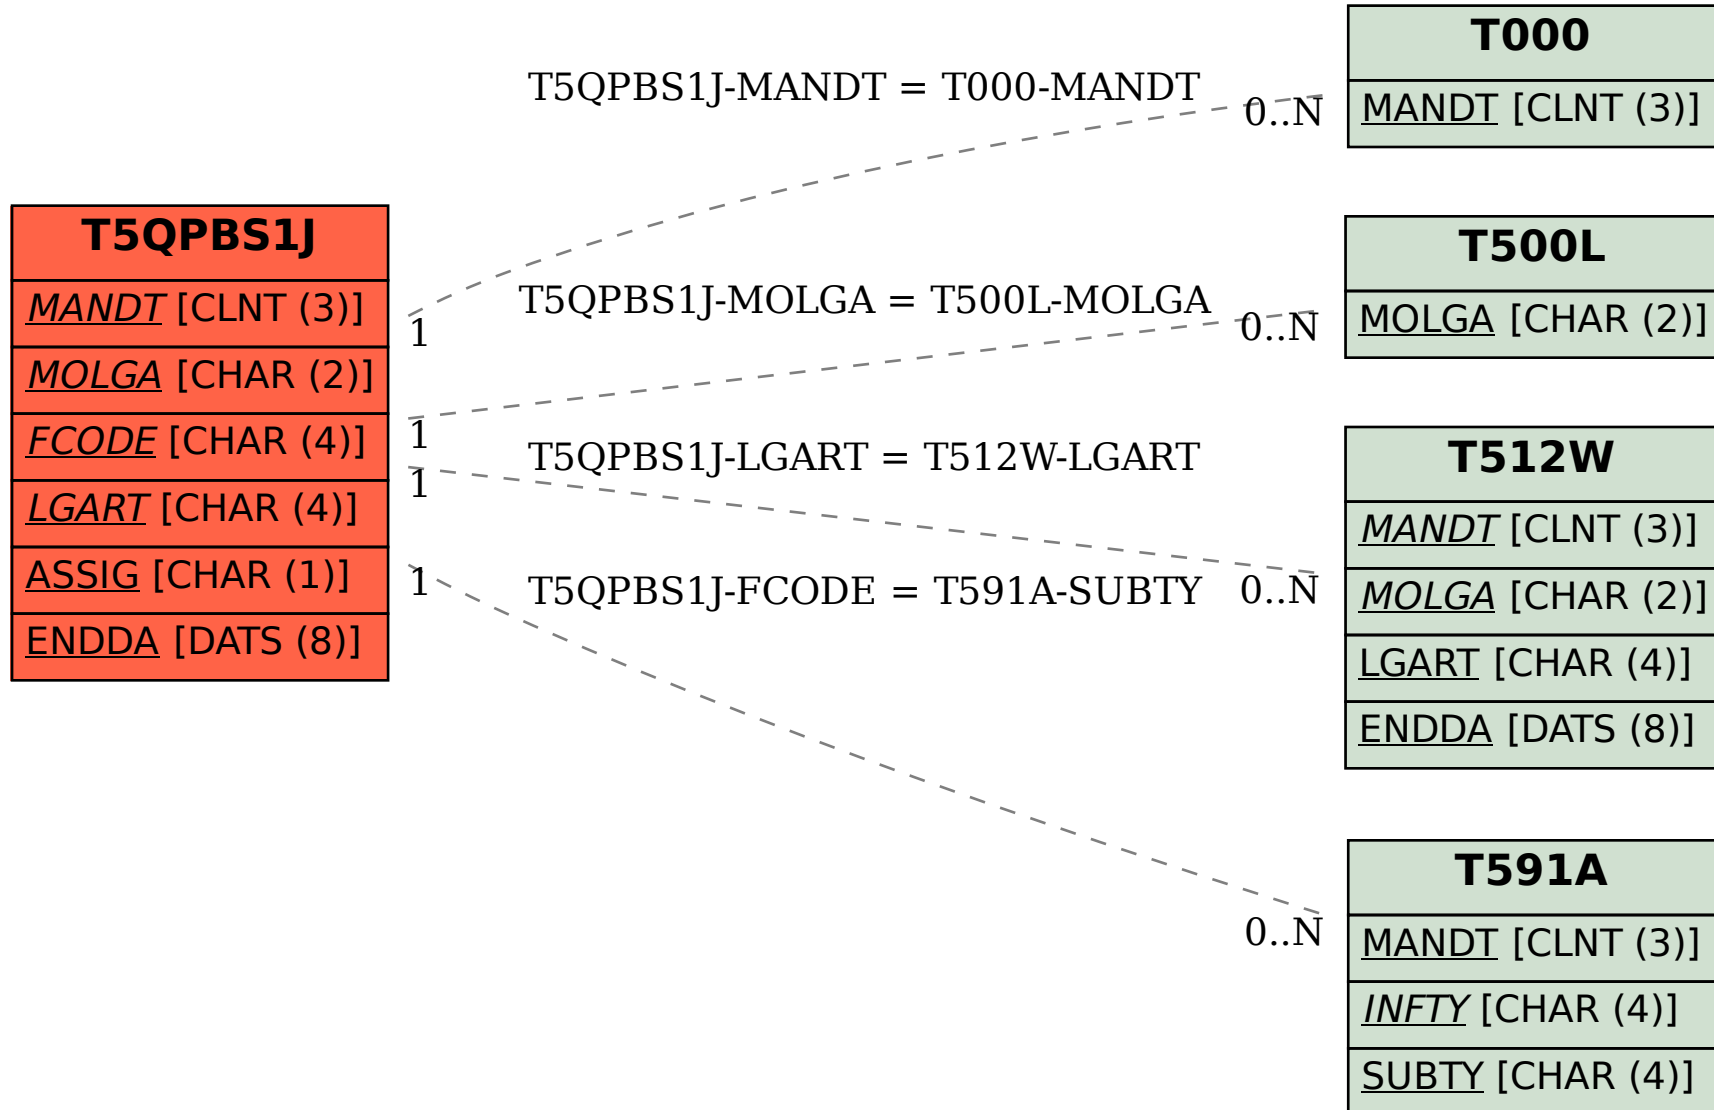 T000
MANDT [CLNT (3)]
T5QPBS1J-MANDT = T000-MANDT
0..N
T5QPBS1J
MANDT [CLNT (3)]
MOLGA [CHAR (2)]
FCODE [CHAR (4)]
LGART [CHAR (4)]
ASSIG [CHAR (1)]
ENDDA [DATS (8)]
1
T5QPBS1J-MOLGA = T500L-MOLGA
0..N
T500L
MOLGA [CHAR (2)]
1
1
T5QPBS1J-LGART = T512W-LGART
0..N
T512W
MANDT [CLNT (3)]
MOLGA [CHAR (2)]
LGART [CHAR (4)]
ENDDA [DATS (8)]
1
T5QPBS1J-FCODE = T591A-SUBTY
0..N
T591A
MANDT [CLNT (3)]
INFTY [CHAR (4)]
SUBTY [CHAR (4)]